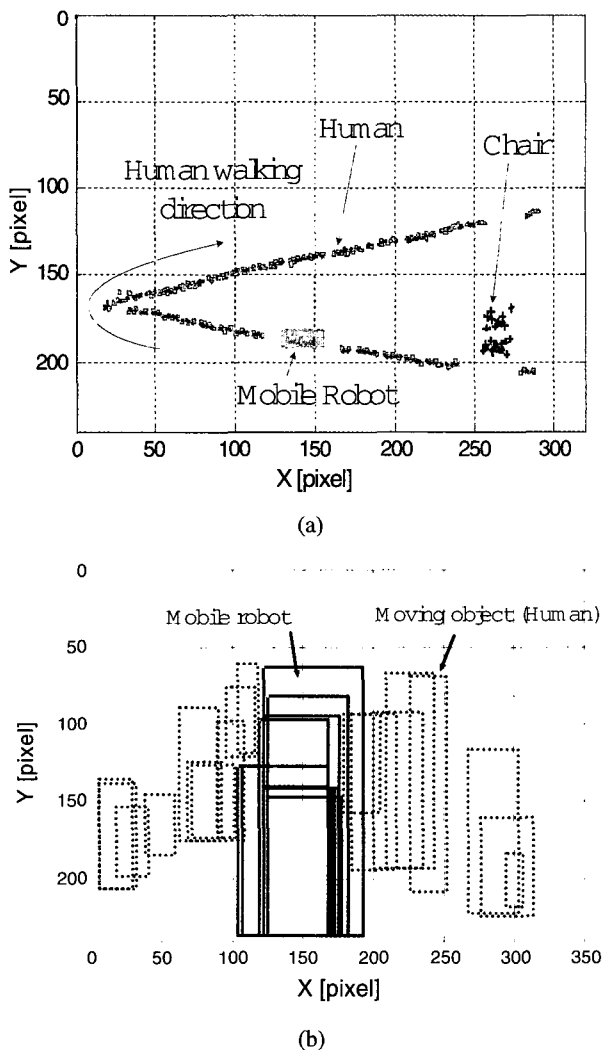 0
50
100
150
200
Y [pixel]
Human
Chair
Human walking
direction
Mobile Robot
0 50 100 150 200 250 300
X [pixel]
(a)
0
50
100
150
200
Y [pixel]
Mobile robot
Moving object (Human)
0 50 100 150 200 250 300 350
X [pixel]
(b)